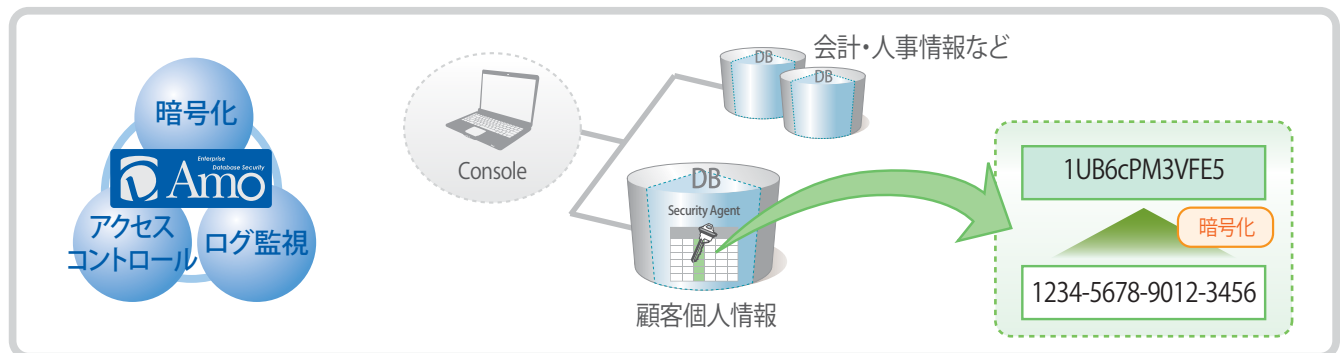 暗号化
Enterprise
Database Security
Amo
アクセス
コントロール
ログ監視
Console
会計・人事情報など
DB
DB
DB
Security Agent
顧客個人情報
1UB6cPM3VFE5
暗号化
1234-5678-9012-3456